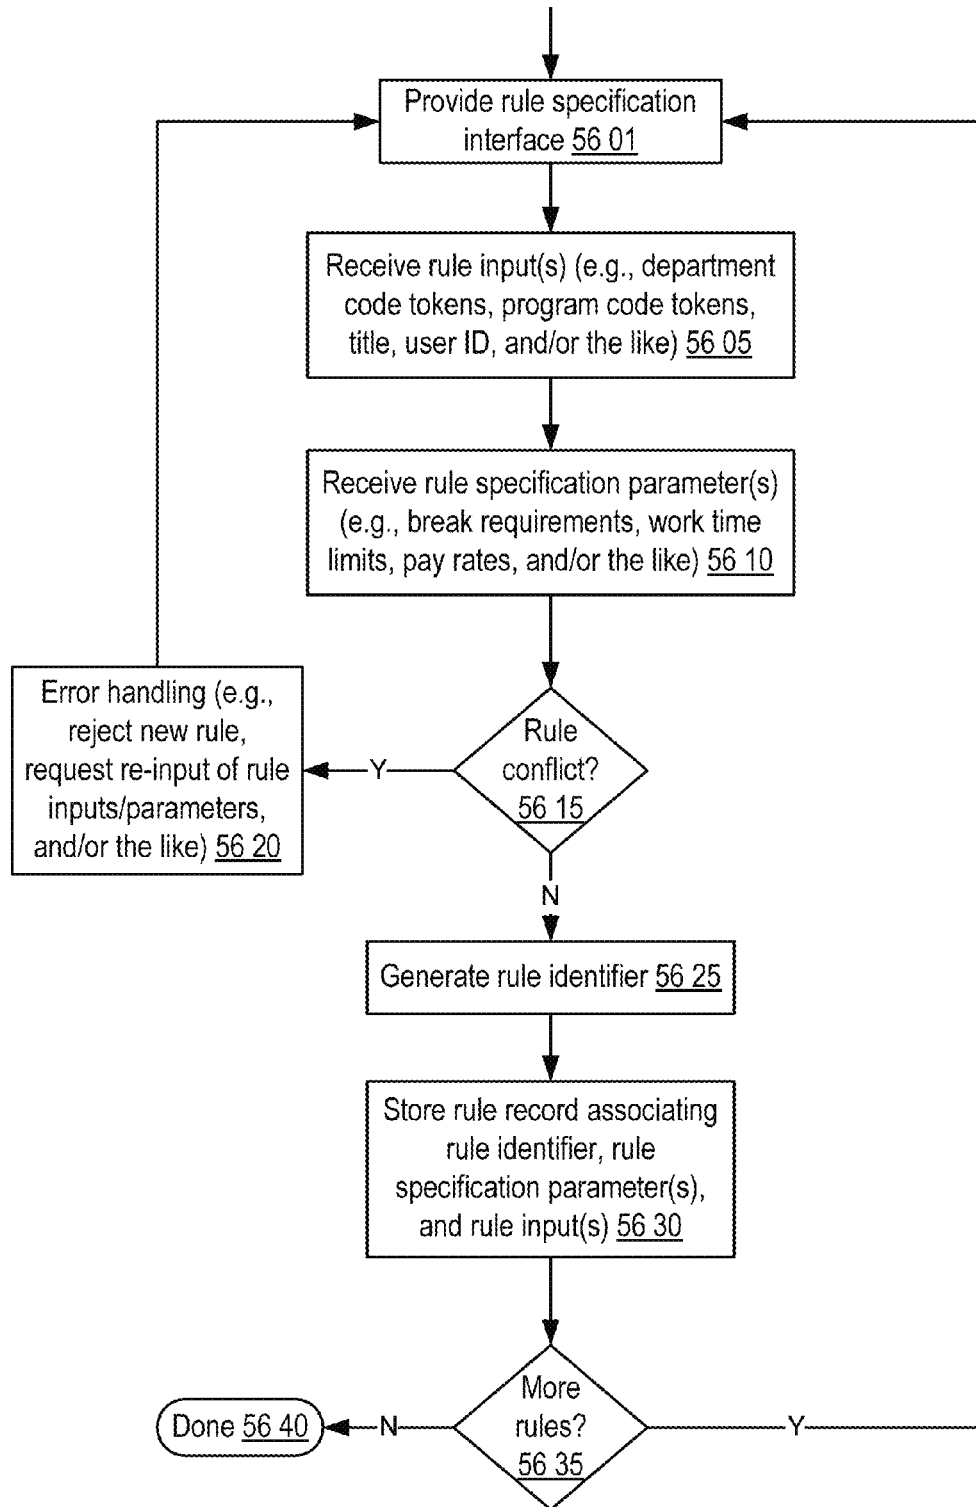 Provide rule specification
interface 56 01
Receive rule input(s) (e.g., department
code tokens, program code tokens,
title, user ID, and/or the like) 56 05
Receive rule specification parameter(s)
(e.g., break requirements, work time
limits, pay rates, and/or the like) 56 10
Error handling (e.g.,
reject new rule,
request re-input of rule
inputs/parameters,
and/or the like) 56 20
Y
Rule
conflict?
56 15
N
Generate rule identifier 56 25
Store rule record associating
rule identifier, rule
specification parameter(s),
and rule input(s) 56 30
Done 56 40
N
More
rules?
56 35
Y